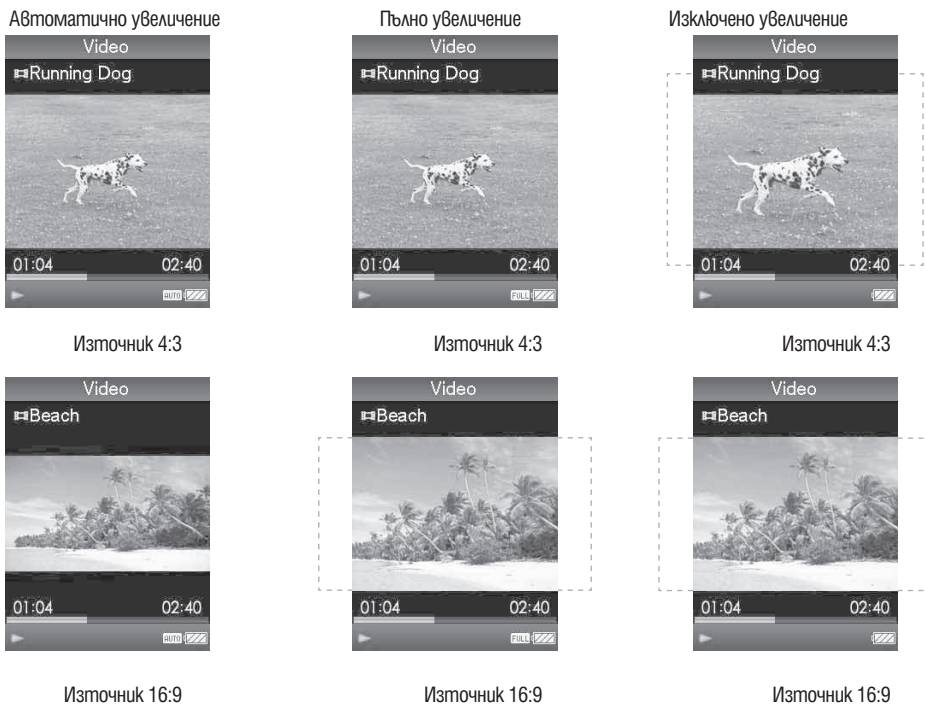 Автоматично увеличение
Пълно увеличение
Изключено увеличение
Video
Video
Video
Running Dog
Running Dog
Running Dog
01:04 02:40
01:04 02:40
01:04 02:40
AUTO
FULL
Източник 4:3
Източник 4:3
Източник 4:3
Video
Video
Video
Beach
Beach
Beach
01:04 02:40
01:04 02:40
01:04 02:40
AUTO
FULL
Източник 16:9
Източник 16:9
Източник 16:9